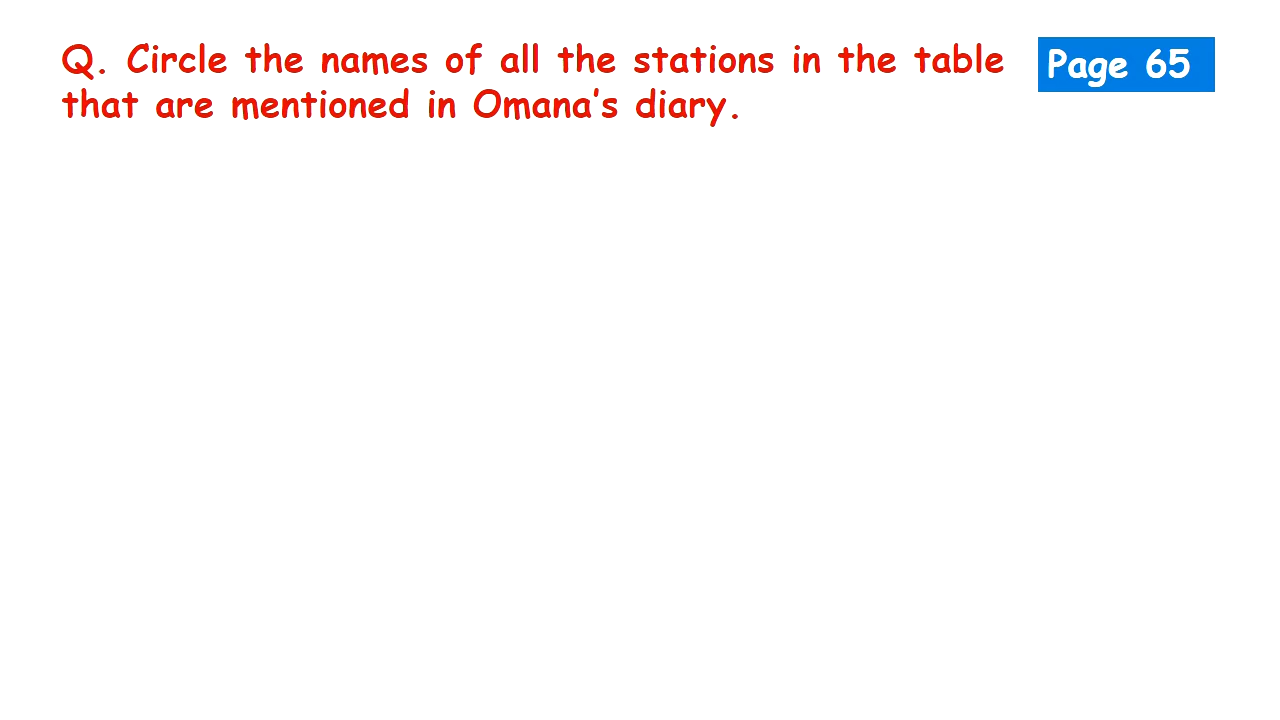 Q. Circle the names of all the stations in the table
that are mentioned in Omana's diary.
Page 65